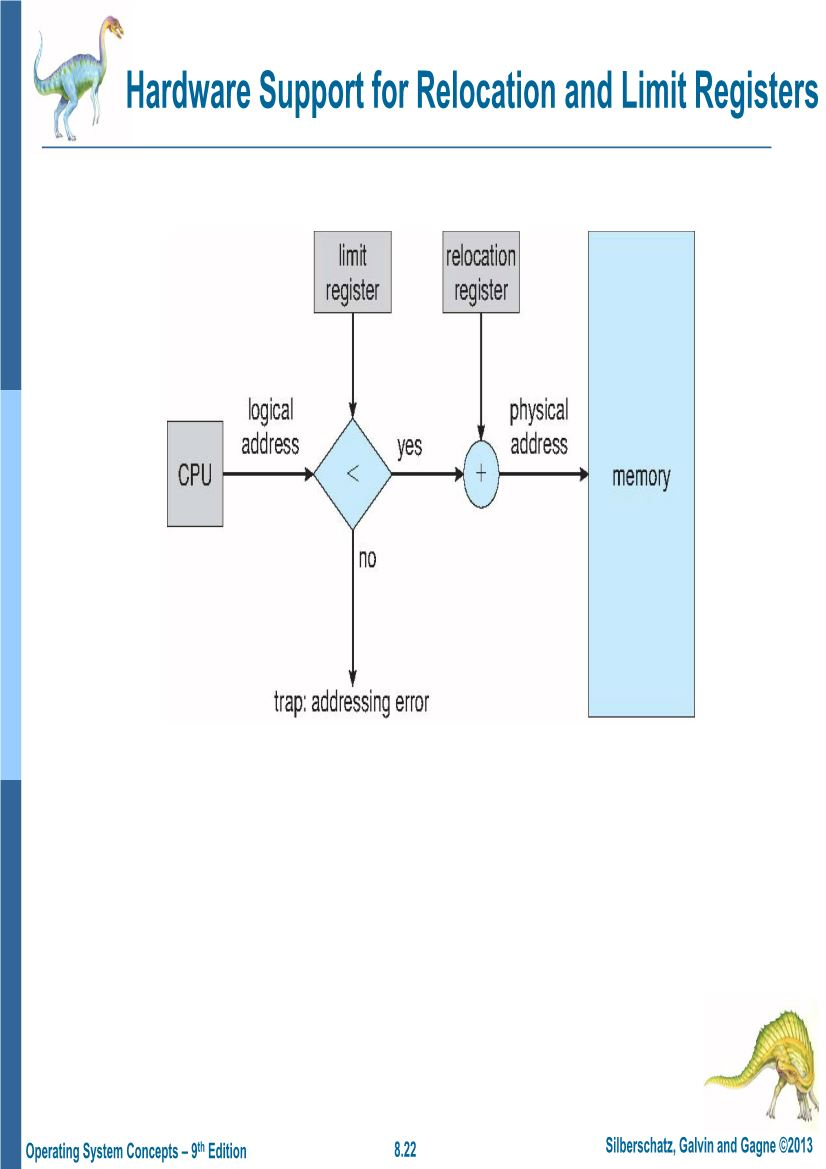 Hardware Support for Relocation and Limit Registers
limit
register
relocation
register
logical
address
yes
physical
address
CPU
<
+
memory
no
trap: addressing error
Operating System Concepts – 9th Edition
8.22
Silberschatz, Galvin and Gagne ©2013